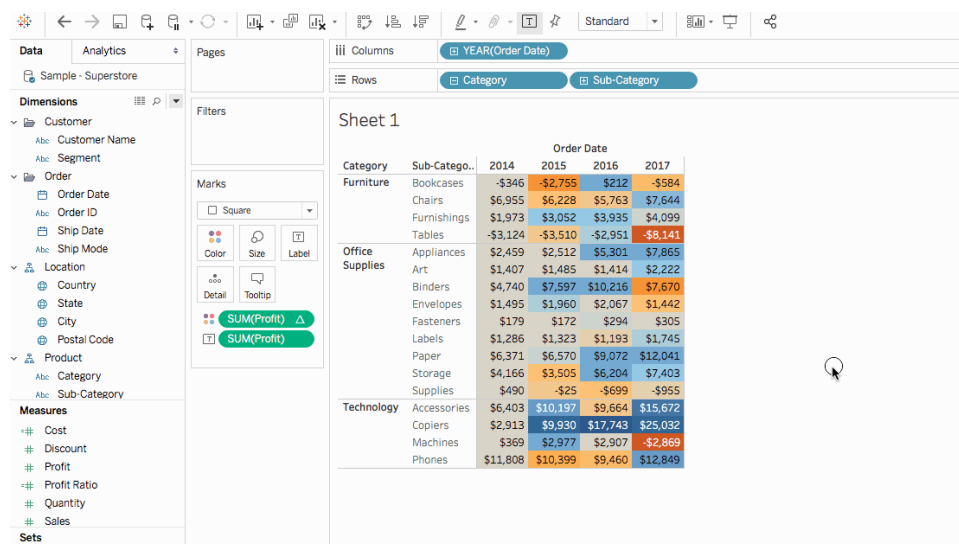 Standard
Data Analytics
Sample - Superstore
Dimensions
Customer
Abc Customer Name
Abc Segment
Order
Order Date
Abc Order ID
Ship Date
Abc Ship Mode
Location
Country
State
City
Postal Code
Product
Abc Category
Abc Sub-Category
Measures
Cost
Discount
Profit
Profit Ratio
Quantity
Sales
Sets
Pages
Filters
Marks
Square
Color Size Label
Detail Tooltip
SUM(Profit) △
SUM(Profit)
Columns YEAR(Order Date)
Rows Category Sub-Category
Sheet 1
Order Date
Category Sub-Catego.. 2014 2015 2016 2017
Furniture Bookcases -$346 -$2,755 $212 -$584
Chairs $6,955 $6,228 $5,763 $7,644
Furnishings $1,973 $3,052 $3,935 $4,099
Tables -$3,124 -$3,510 -$2,951 -$8,141
Office Supplies Appliances $2,459 $2,512 $5,301 $7,865
Art $1,407 $1,485 $1,414 $2,222
Binders $4,740 $7,597 $10,216 $7,670
Envelopes $1,495 $1,960 $2,067 $1,442
Fasteners $179 $172 $294 $305
Labels $1,286 $1,323 $1,193 $1,745
Paper $6,371 $6,570 $9,072 $12,041
Storage $4,166 $3,505 $6,204 $7,403
Supplies $490 -$25 -$699 -$955
Technology Accessories $6,403 $10,197 $9,664 $15,672
Copiers $2,913 $9,930 $17,743 $25,032
Machines $369 $2,977 $2,907 -$2,869
Phones $11,808 $10,399 $9,460 $12,849